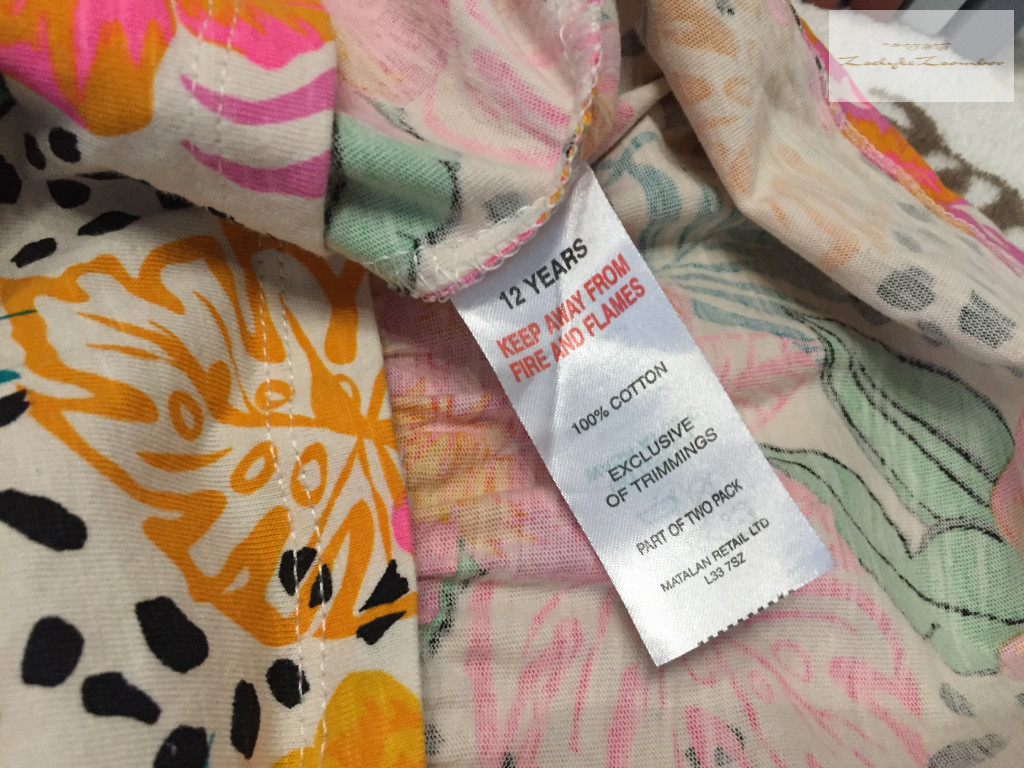 12 YEARS
KEEP AWAY FROM
FIRE AND FLAMES
100% COTTON
EXCLUSIVE
OF TRIMMINGS
PART OF TWO PACK
MATALAN RETAIL LTD
L33 7SZ